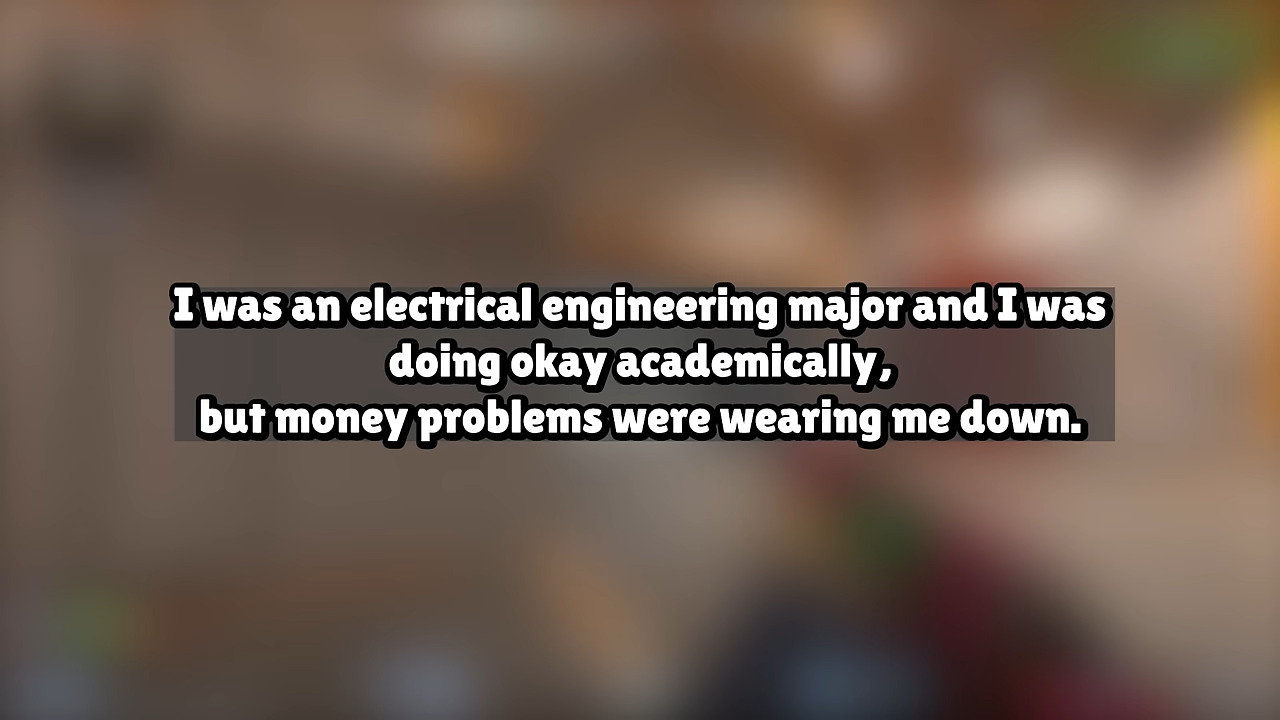 I was an electrical engineering major and I was
doing okay academically,
but money problems were wearing me down.